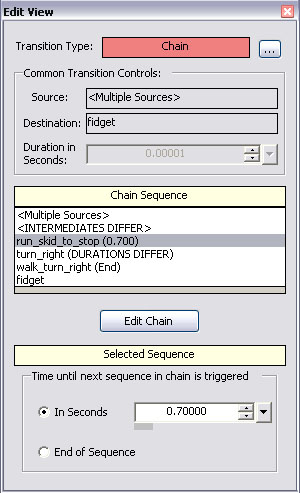 Edit View
Transition Type: Chain ...
Common Transition Controls:
Source: <Multiple Sources>
Destination: fidget
Duration in
Seconds: 0.00001
Chain Sequence
<Multiple Sources>
<INTERMEDIATES DIFFER>
run_skid_to_stop (0.700)
turn_right (DURATIONS DIFFER)
walk_turn_right (End)
fidget
Edit Chain
Selected Sequence
Time until next sequence in chain is triggered
In Seconds 0.70000
End of Sequence